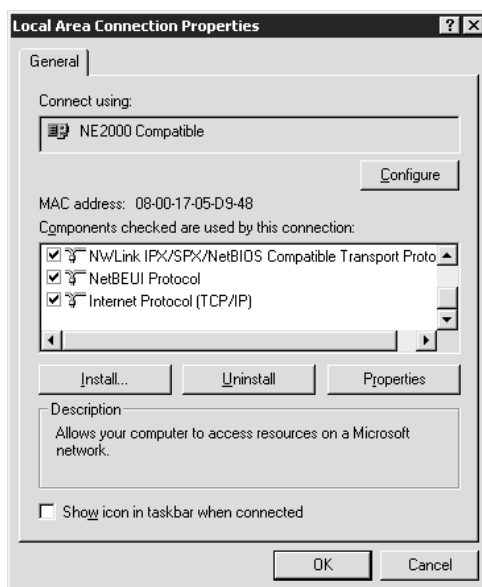 Local Area Connection Properties
General
Connect using:
NE2000 Compatible
Configure
MAC address: 08-00-17-05-D9-48
Components checked are used by this connection:
NWLink IPX/SPX/NetBIOS Compatible Transport Proto
NetBEUI Protocol
Internet Protocol (TCP/IP)
Install... Uninstall Properties
Description
Allows your computer to access resources on a Microsoft
network.
Show icon in taskbar when connected
OK Cancel